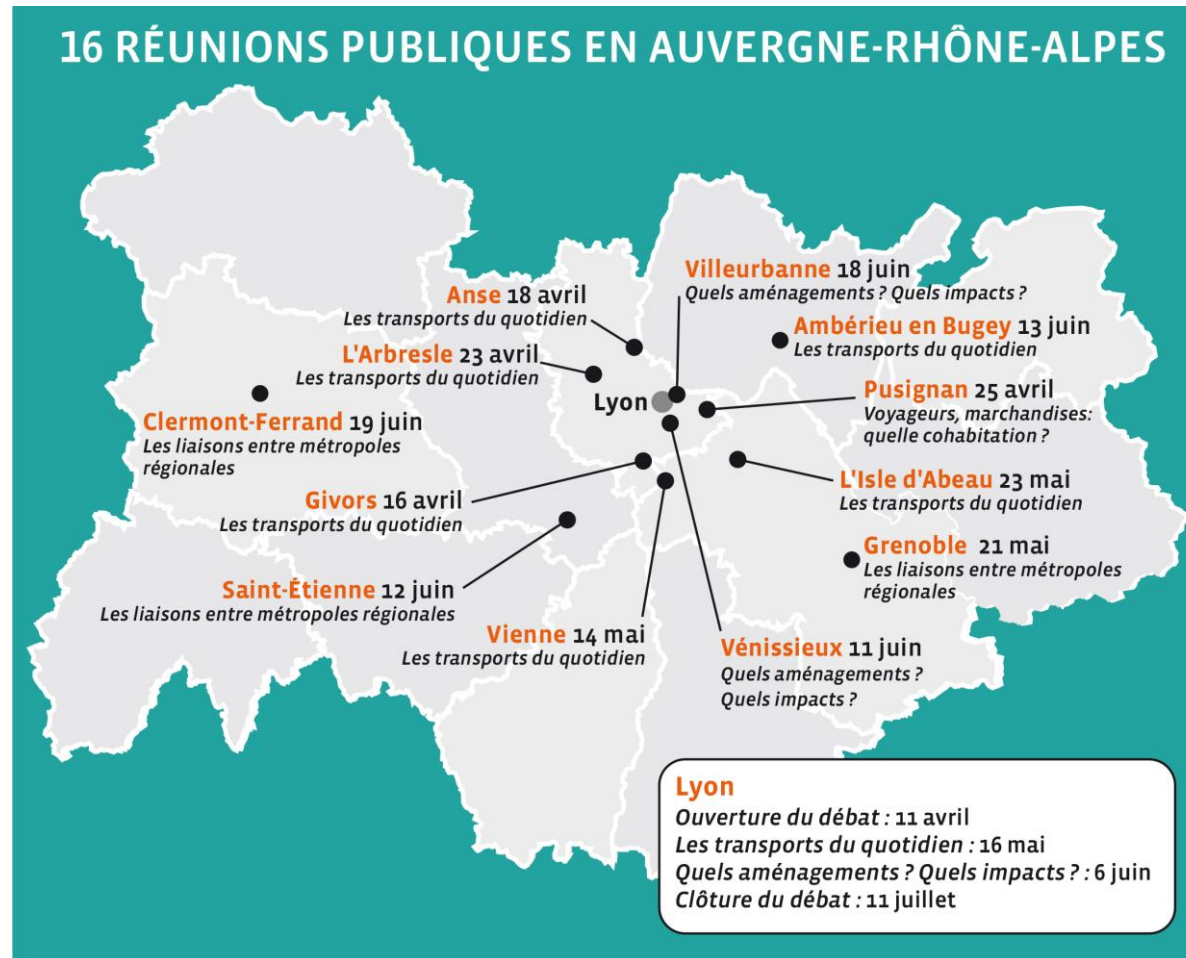 16 RÉUNIONS PUBLIQUES EN AUVERGNE-RHÔNE-ALPES
Villeurbanne 18 juin
Quels aménagements ? Quels impacts ?
Anse 18 avril
Les transports du quotidien
Ambérieu en Bugey 13 juin
Les transports du quotidien
L'Arbresle 23 avril
Les transports du quotidien
Lyon
Pusignan 25 avril
Voyageurs, marchandises:
quelle cohabitation ?
Clermont-Ferrand 19 juin
Les liaisons entre métropoles
régionales
L'Isle d'Abeau 23 mai
Les transports du quotidien
Givors 16 avril
Les transports du quotidien
Grenoble 21 mai
Les liaisons entre métropoles
régionales
Saint-Étienne 12 juin
Les liaisons entre métropoles régionales
Vienne 14 mai
Les transports du quotidien
Vénissieux 11 juin
Quels aménagements ?
Quels impacts ?
Lyon
Ouverture du débat : 11 avril
Les transports du quotidien : 16 mai
Quels aménagements ? Quels impacts ? : 6 juin
Clôture du débat : 11 juillet